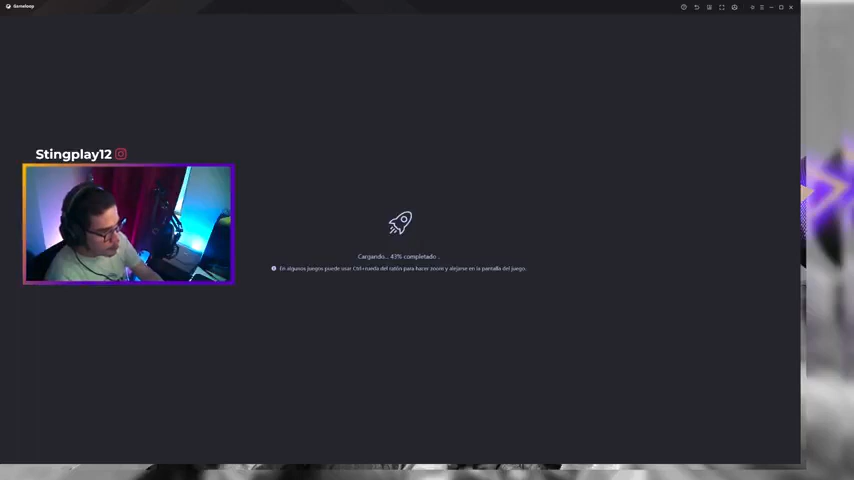 Gameloop
Stingplay12
Cargando... 43% completado .
En algunos juegos puede usar Ctrl+rueda del ratón para hacer zoom y alejarse en la pantalla del juego.